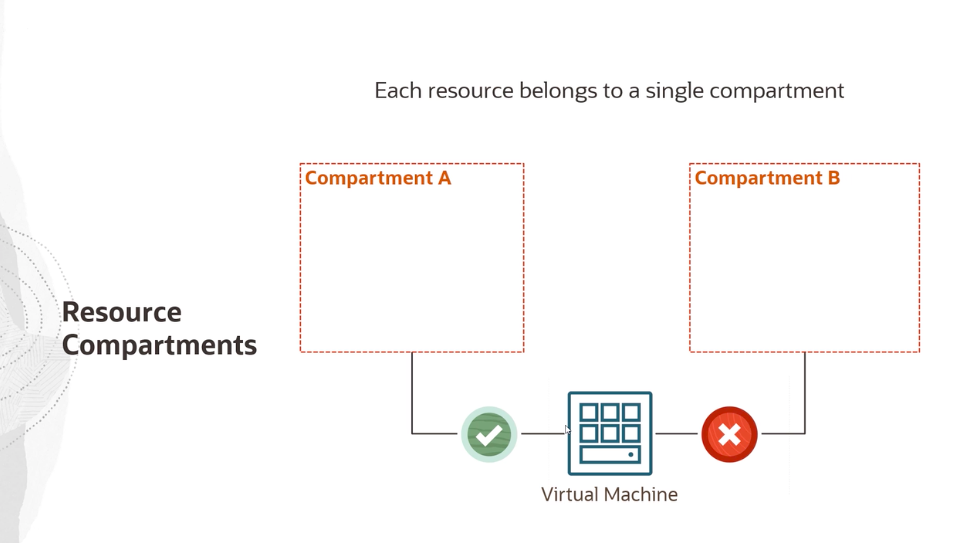 Each resource belongs to a single compartment
Compartment A
Compartment B
Resource
Compartments
Virtual Machine